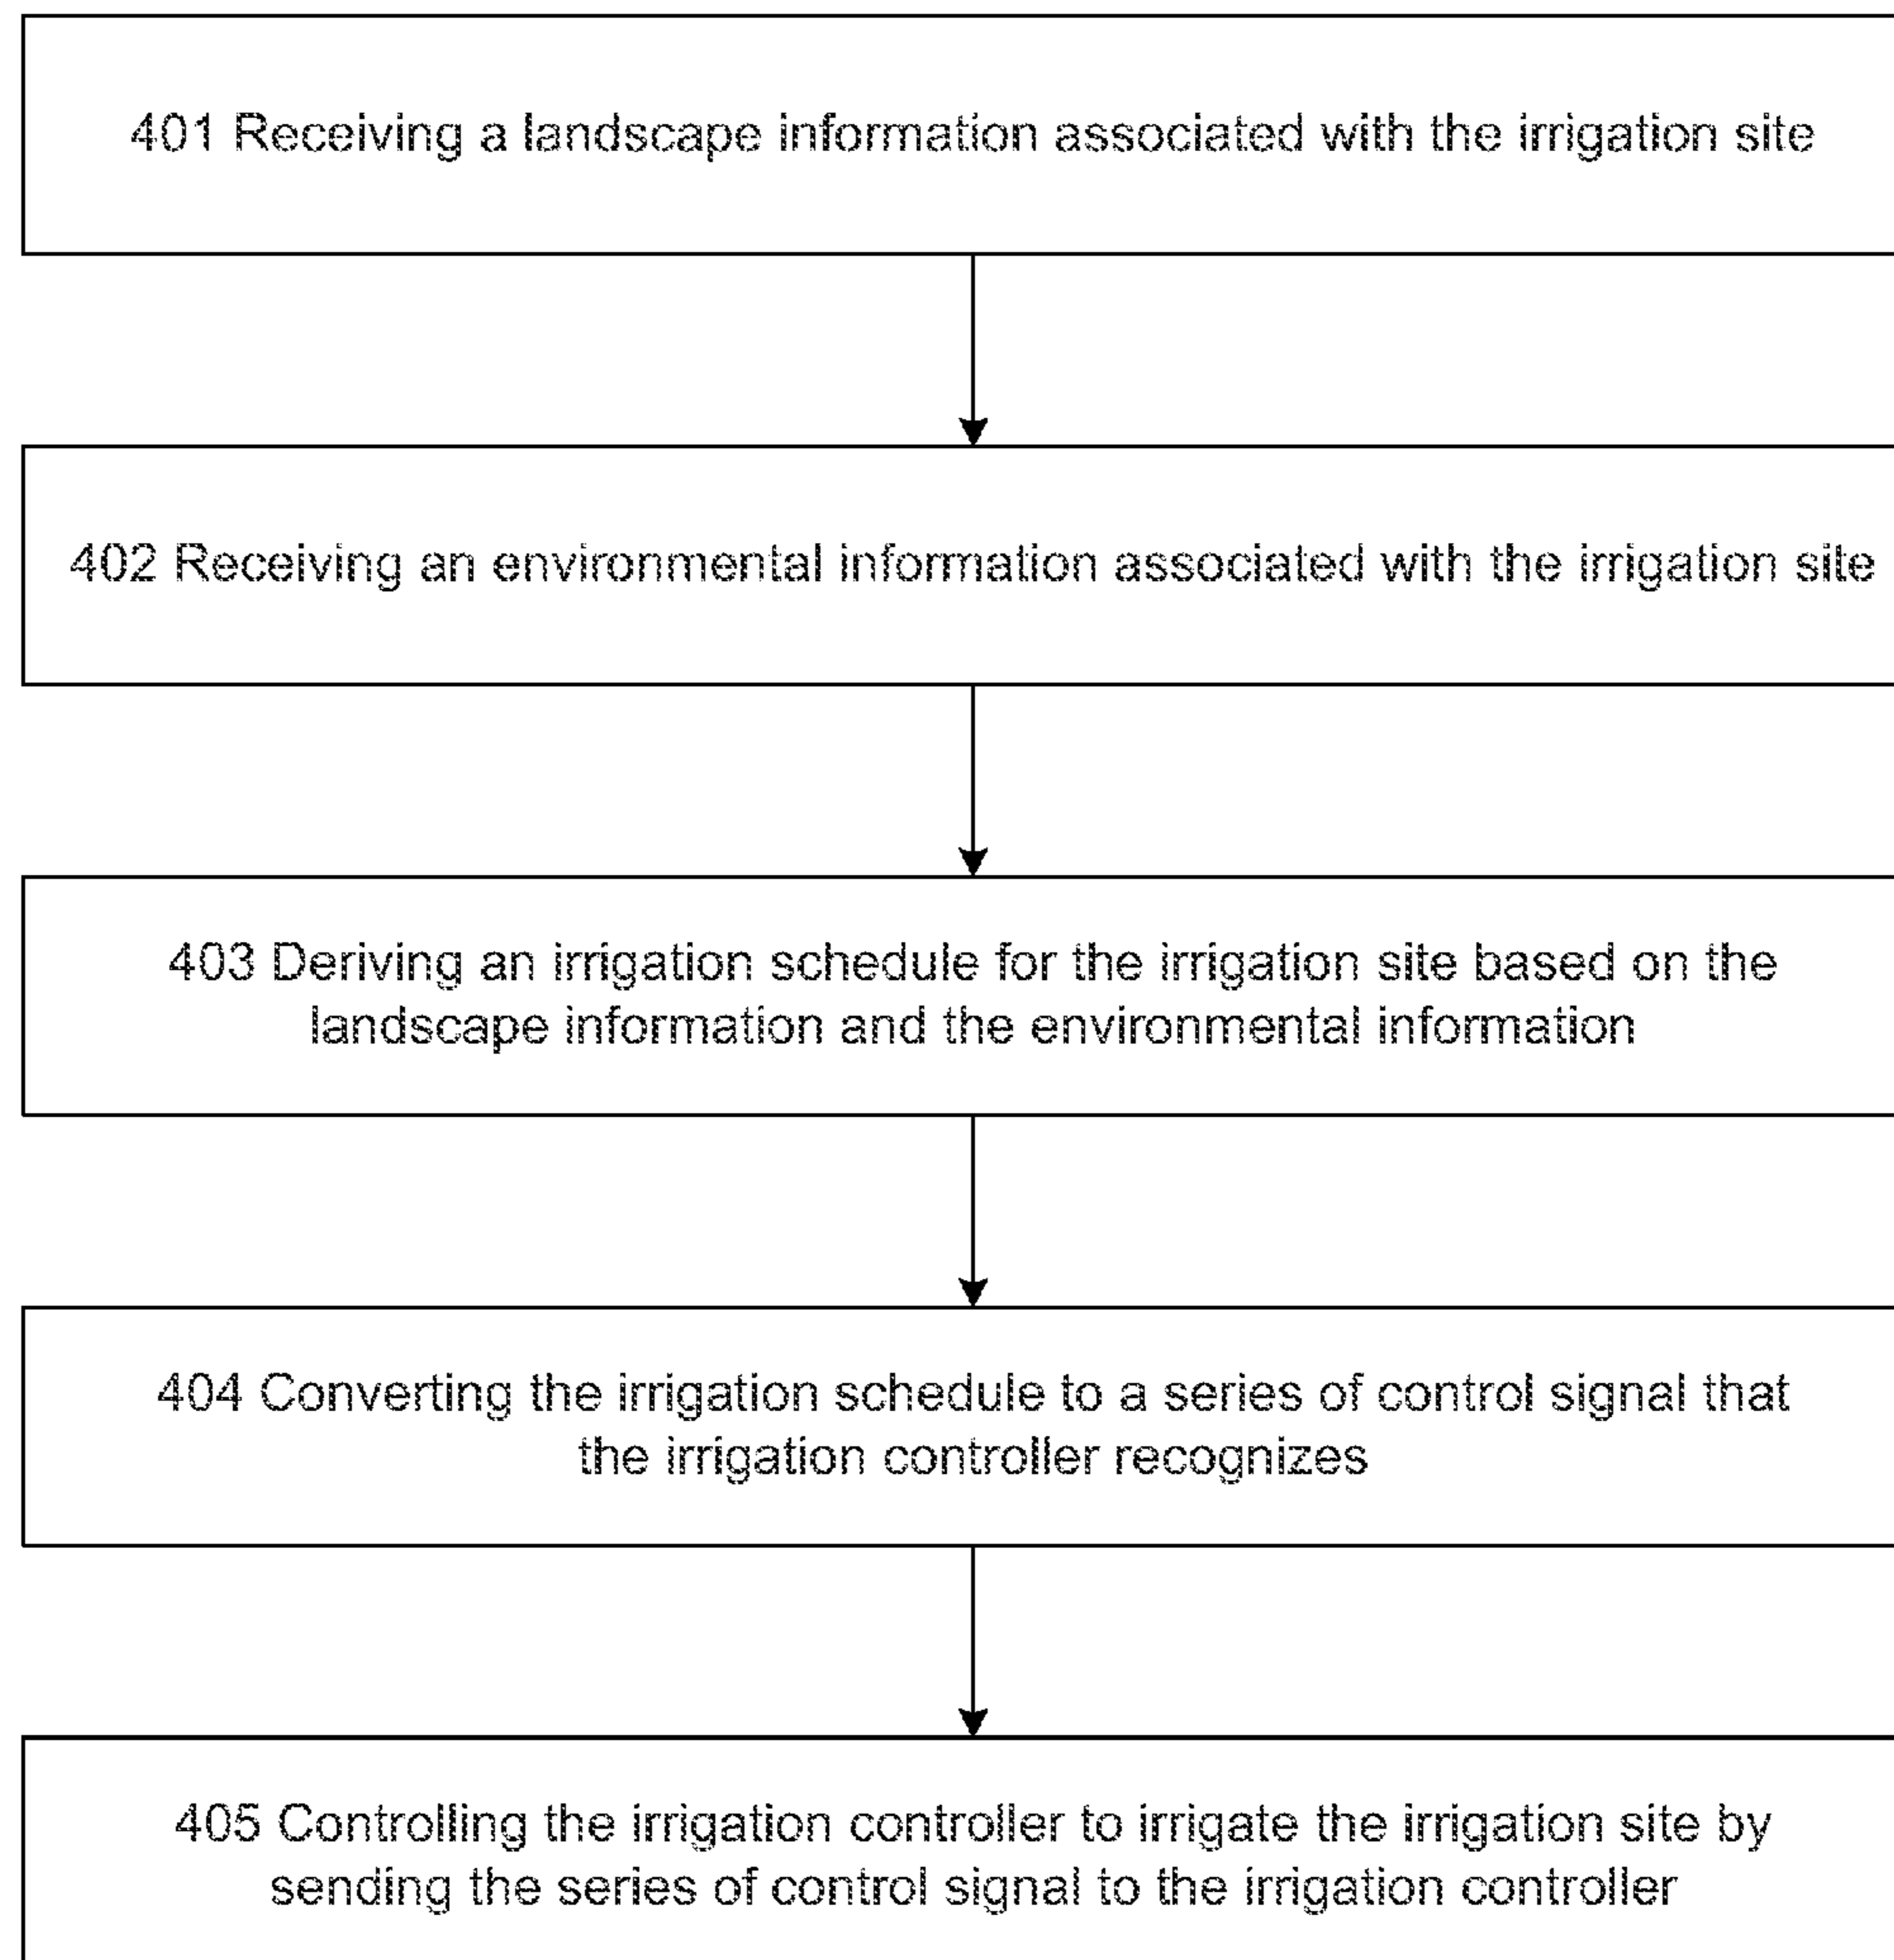 401 Receiving a landscape information associated with the irrigation site
402 Receiving an environmental information associated with the irrigation site
403 Deriving an irrigation schedule for the irrigation site based on the
landscape information and the environmental information
404 Converting the irrigation schedule to a series of control signal that
the irrigation controller recognizes
405 Controlling the irrigation controller to irrigate the irrigation site by
sending the series of control signal to the irrigation controller